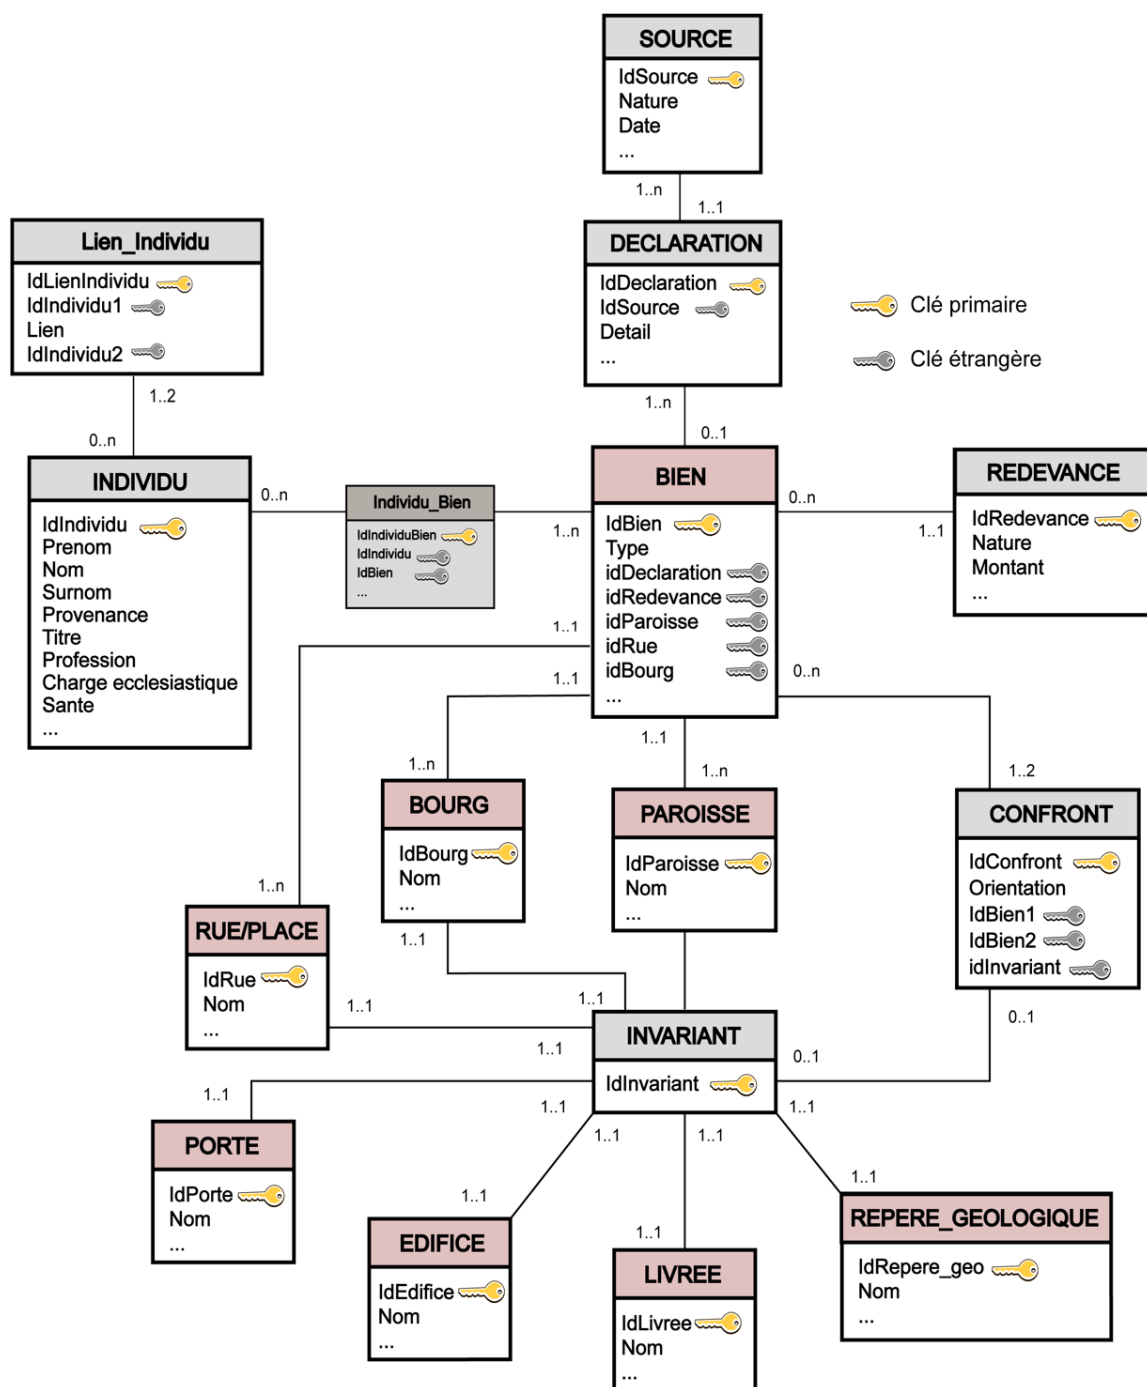 SOURCE
IdSource
Nature
Date
...
1..n
1..1
Lien_Individu
IdLienIndividu
IdIndividu1
Lien
IdIndividu2
DECLARATION
IdDeclaration
IdSource
Detail
...
Clé primaire
Clé étrangère
1..2
0..n
1..n
0..1
INDIVIDU
IdIndividu
Prenom
Nom
Surnom
Provenance
Titre
Profession
Charge ecclesiastique
Sante
...
0..n
Individu_Bien
IdIndividuBien
IdIndividu
IdBien
...
1..n
BIEN
IdBien
Type
idDeclaration
idRedevance
idParoisse
idRue
idBourg
...
0..n
1..1
REDEVANCE
IdRedevance
Nature
Montant
...
1..1
1..1
1..1
0..n
1..n
1..n
1..2
BOURG
IdBourg
Nom
...
PAROISSE
IdParoisse
Nom
...
CONFRONT
IdConfront
Orientation
IdBien1
IdBien2
idInvariant
1..n
RUE/PLACE
IdRue
Nom
...
1..1
1..1
1..1
1..1
0..1
0..1
INVARIANT
IdInvariant
1..1
1..1
1..1
1..1
1..1
PORTE
IdPorte
Nom
...
1..1
EDIFICE
IdEdifice
Nom
...
1..1
LIVREE
IdLivree
Nom
...
1..1
REPERE_GEOLOGIQUE
IdRepere_geo
Nom
...